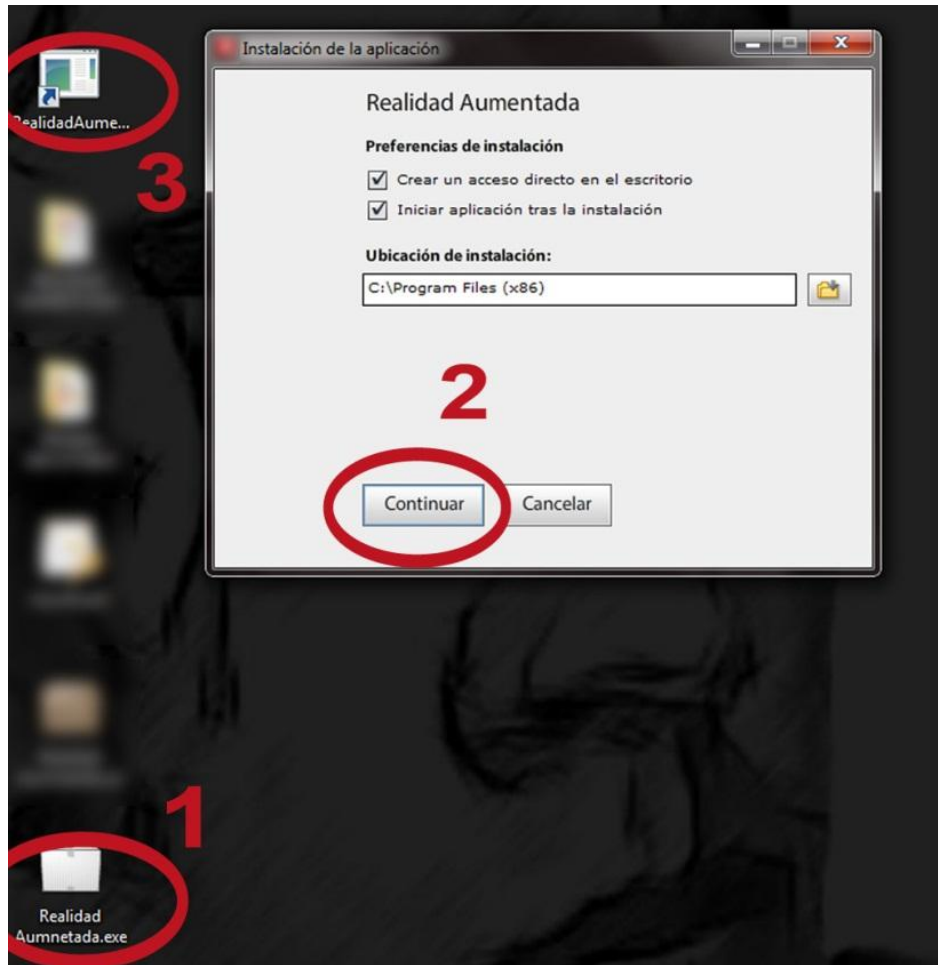 RealidadAume...
3
Instalación de la aplicación
Realidad Aumentada
Preferencias de instalación
Crear un acceso directo en el escritorio
Iniciar aplicación tras la instalación
Ubicación de instalación:
C:\Program Files (x86)
2
Continuar
Cancelar
1
Realidad
Aumnetada.exe